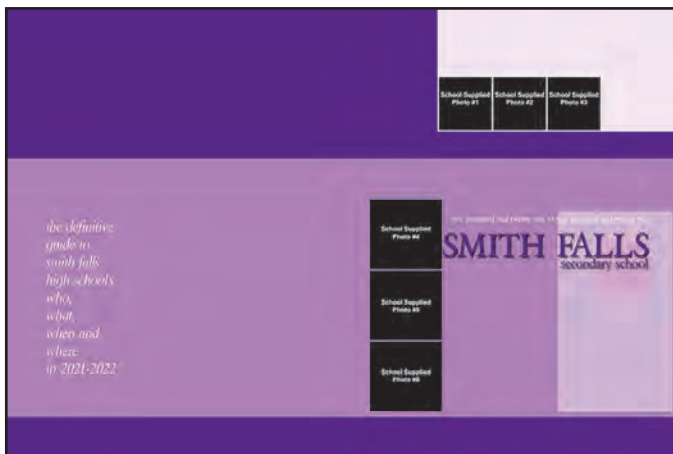 School Supplied School Supplied School Supplied
Photo #1 Photo #2 Photo #3
the definitive
guide to
smith falls
high schools
who,
what,
when and
where
in 2021-2022
School Supplied
Photo #4
School Supplied
Photo #5
School Supplied
Photo #6
SMITH FALLS
secondary school